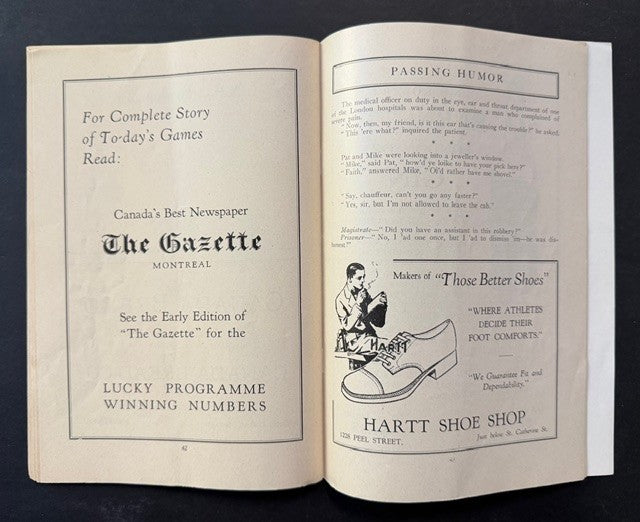 For Complete Story
of To-day's Games
Read:
Canada's Best Newspaper
The Gazette
MONTREAL
See the Early Edition of
"The Gazette" for the
LUCKY PROGRAMME
WINNING NUMBERS
62
PASSING HUMOR
The medical officer on duty in the eye, ear and throat department of one
of the London hospitals was about to examine a man who complained of
severe pain.
"Now, then, my friend, is it this ear that's causing the trouble?" he asked.
"This 'ere what?" inquired the patient.
* * *
Pat and Mike were looking into a jeweller's window.
"Mike," said Pat, "how'd ye loike to have your pick here?"
"Faith," answered Mike, "Oi'd rather have me shovel."
* * * *
"Say, chauffeur, can't you go any faster?"
"Yes, sir, but I'm not allowed to leave the cab."
* * * *
Magistrate—"Did you have an assistant in this robbery?"
Prisoner—"No, I 'ad one once, but I 'ad to dismiss 'im—he was dis-
honest!"
Makers of "Those Better Shoes"
"WHERE ATHLETES
DECIDE THEIR
FOOT COMFORTS."
HARTT
"We Guarantee Fit and
Dependability."
HARTT SHOE SHOP
1228 PEEL STREET,
Just below St. Catherine St.